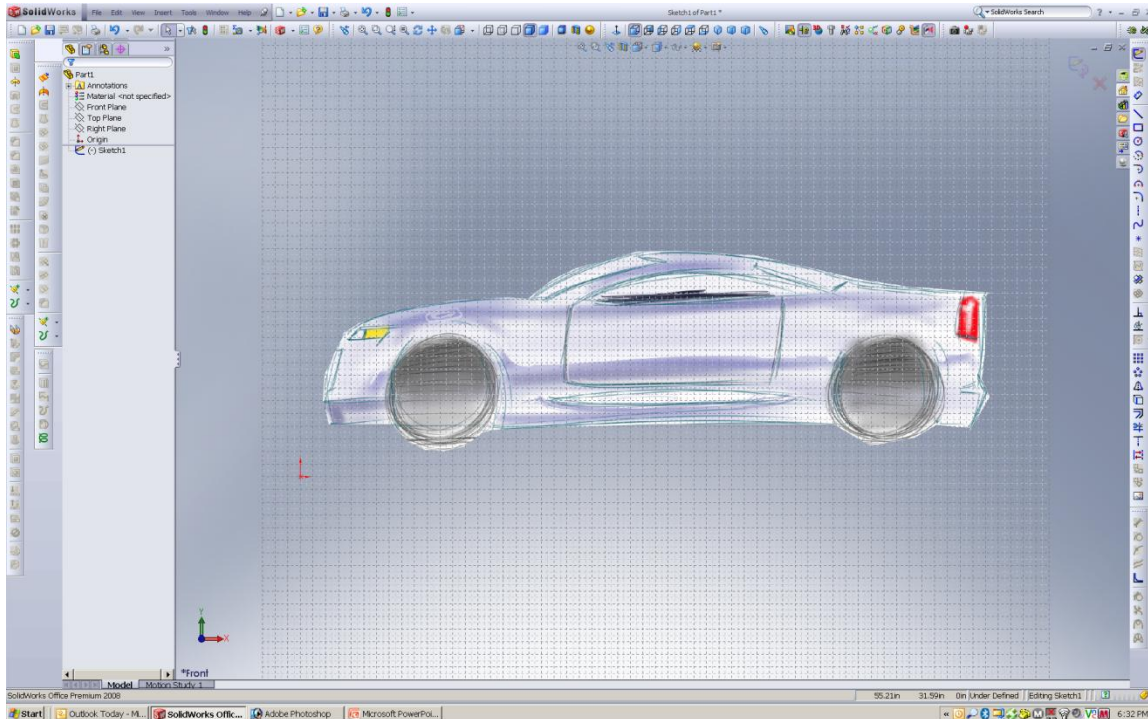 SolidWorks File Edit View Insert Tools Window Help Sketch1 of Part1 * SolidWorks Search
Part1
Annotations
Material <not specified>
Front Plane
Top Plane
Right Plane
Origin
(-) Sketch1
Y
X
*Front
Model Motion Study 1
SolidWorks Office Premium 2008 55.21in 31.59in 0in Under Defined Editing Sketch1
Start Outlook Today - Mi... SolidWorks Offic... Adobe Photoshop Microsoft PowerPoi... 6:32 PM